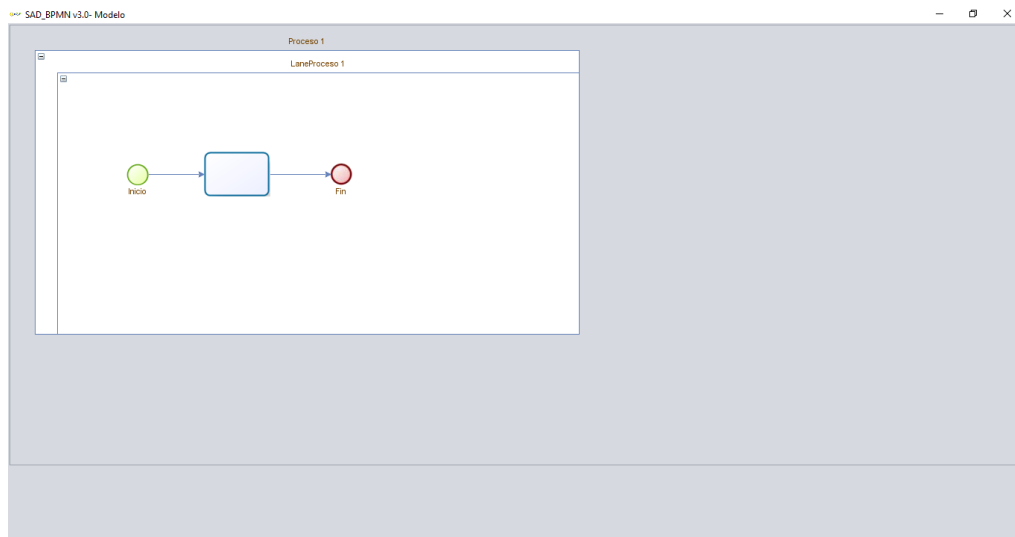 SAD_BPMN v3.0- Modelo
Proceso 1
LaneProceso 1
Inicio
Fin